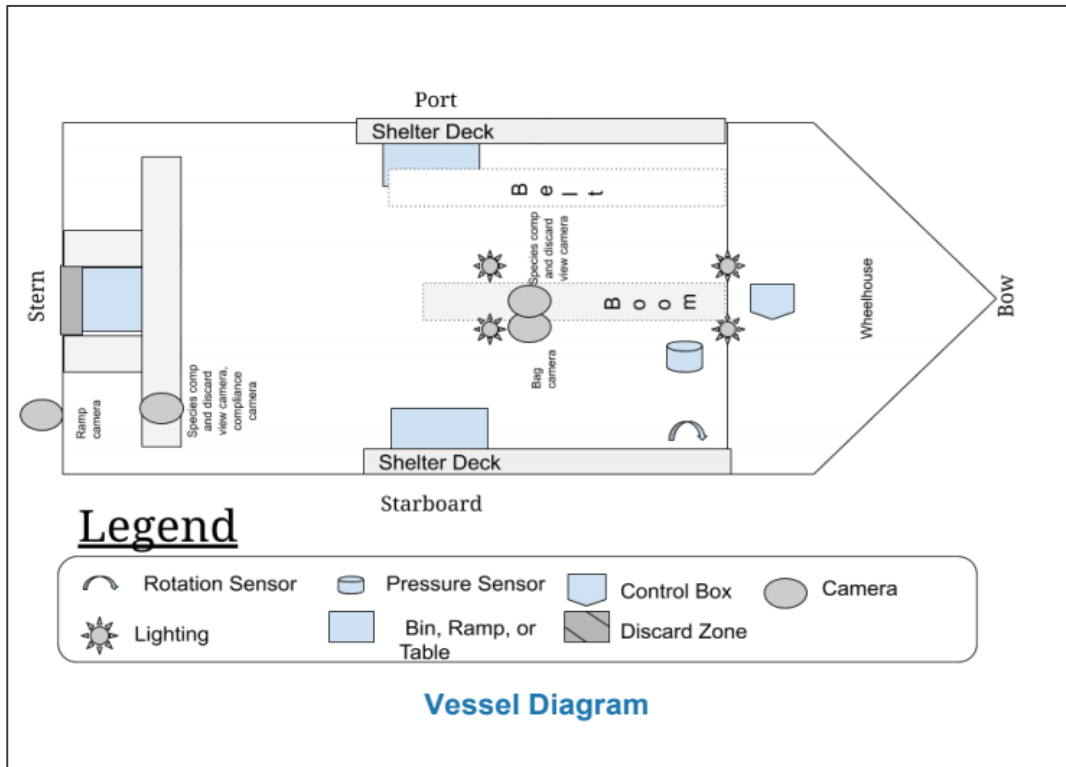 Port
Shelter Deck
Belt
Species comp
and discard
view camera
Stern
Boom
Wheelhouse
Bow
Bag
camera
Ramp
camera
Species comp
and discard
view camera,
compliance
camera
Shelter Deck
Starboard
Legend
Rotation Sensor
Pressure Sensor
Control Box
Camera
Lighting
Bin, Ramp, or
Table
Discard Zone
Vessel Diagram